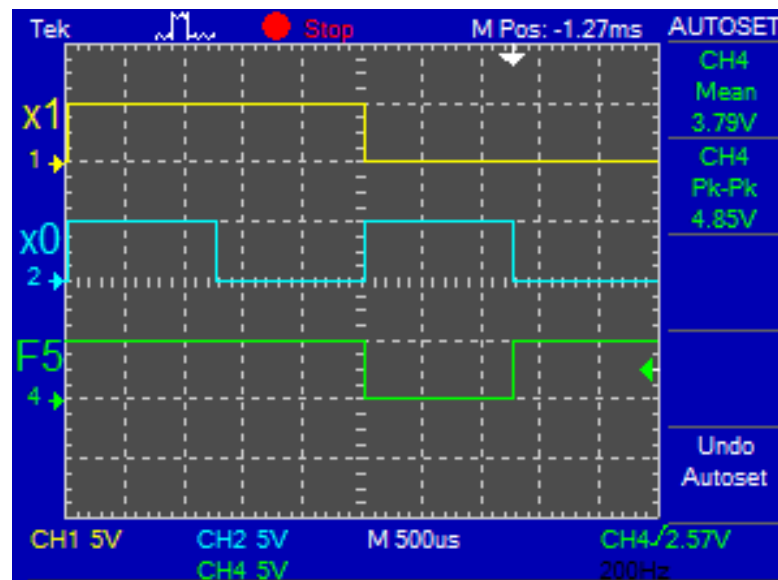 Tek Stop M Pos: -1.27ms AUTOSET
CH4
Mean
3.79V
CH4
Pk-Pk
4.85V
x1
1
x0
2
F5
4
Undo
Autoset
CH1 5V CH2 5V M 500us CH4/2.57V
CH4 5V 200Hz